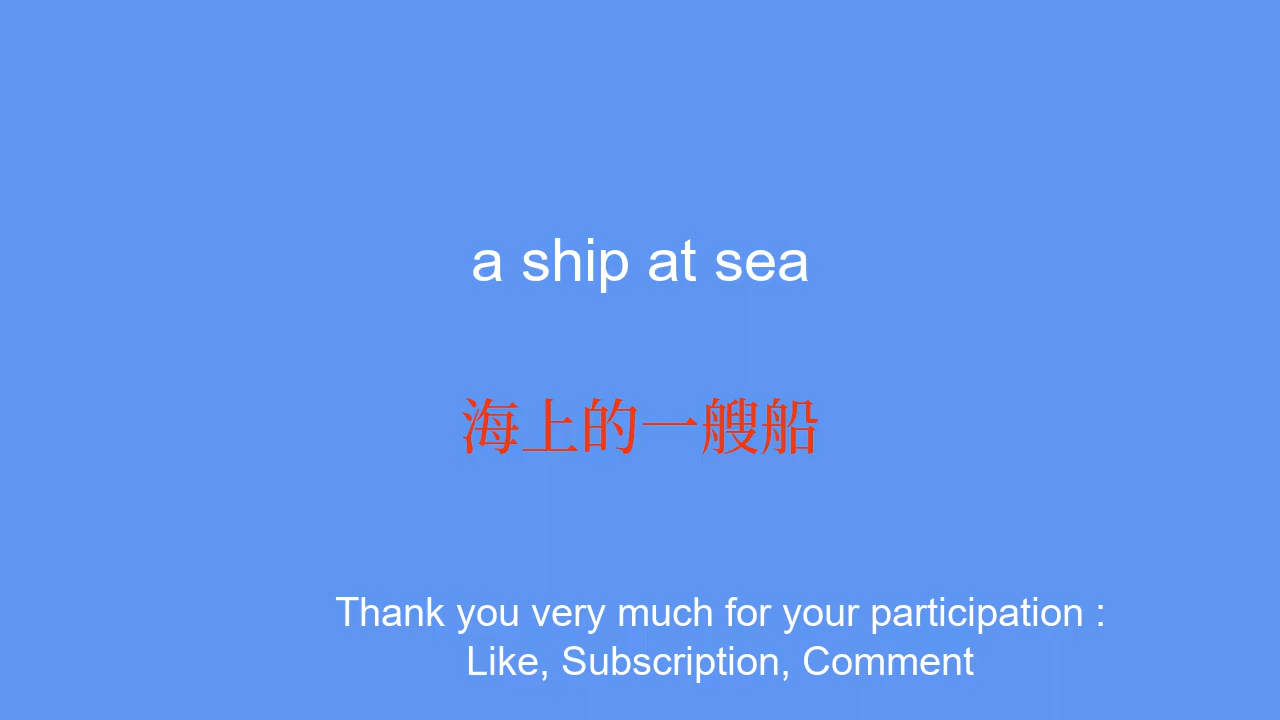 a ship at sea
海上的一艘船
Thank you very much for your participation :
Like, Subscription, Comment